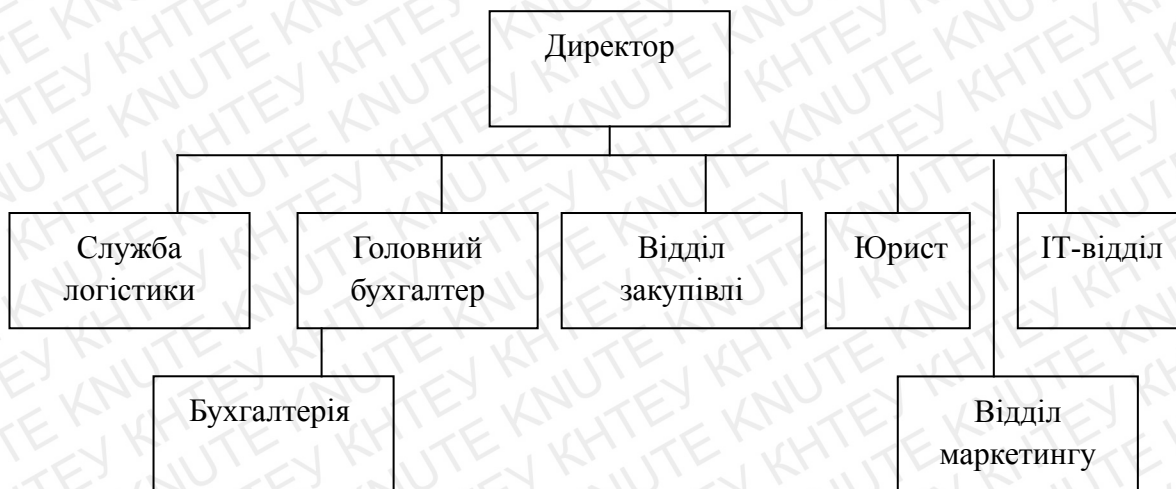 Директор
Служба
логістики
Головний
бухгалтер
Відділ
закупівлі
Юрист
ІТ-відділ
Бухгалтерія
Відділ
маркетингу